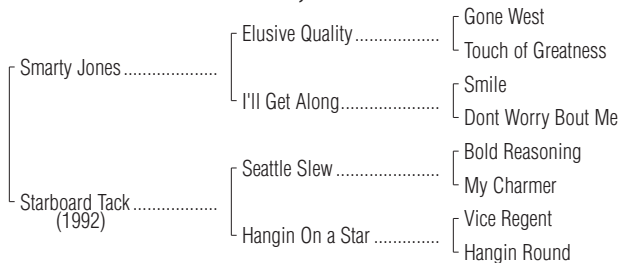 Gone West
Elusive Quality..................
Touch of Greatness
Smarty Jones....................
Smile
I'll Get Along.....................
Dont Worry Bout Me
Bold Reasoning
Seattle Slew ......................
My Charmer
Starboard Tack ..................
(1992)
Vice Regent
Hangin On a Star ..............
Hangin Round